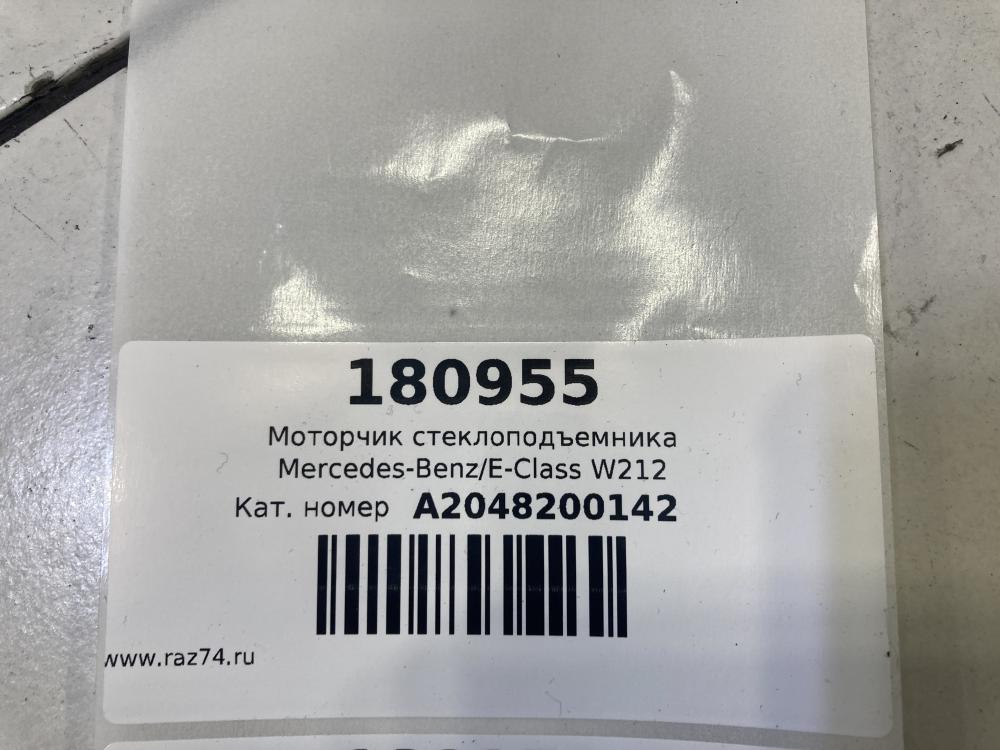 180955
Моторчик стеклоподъемника
Mercedes-Benz/E-Class W212
Кат. номер A2048200142
www.raz74.ru